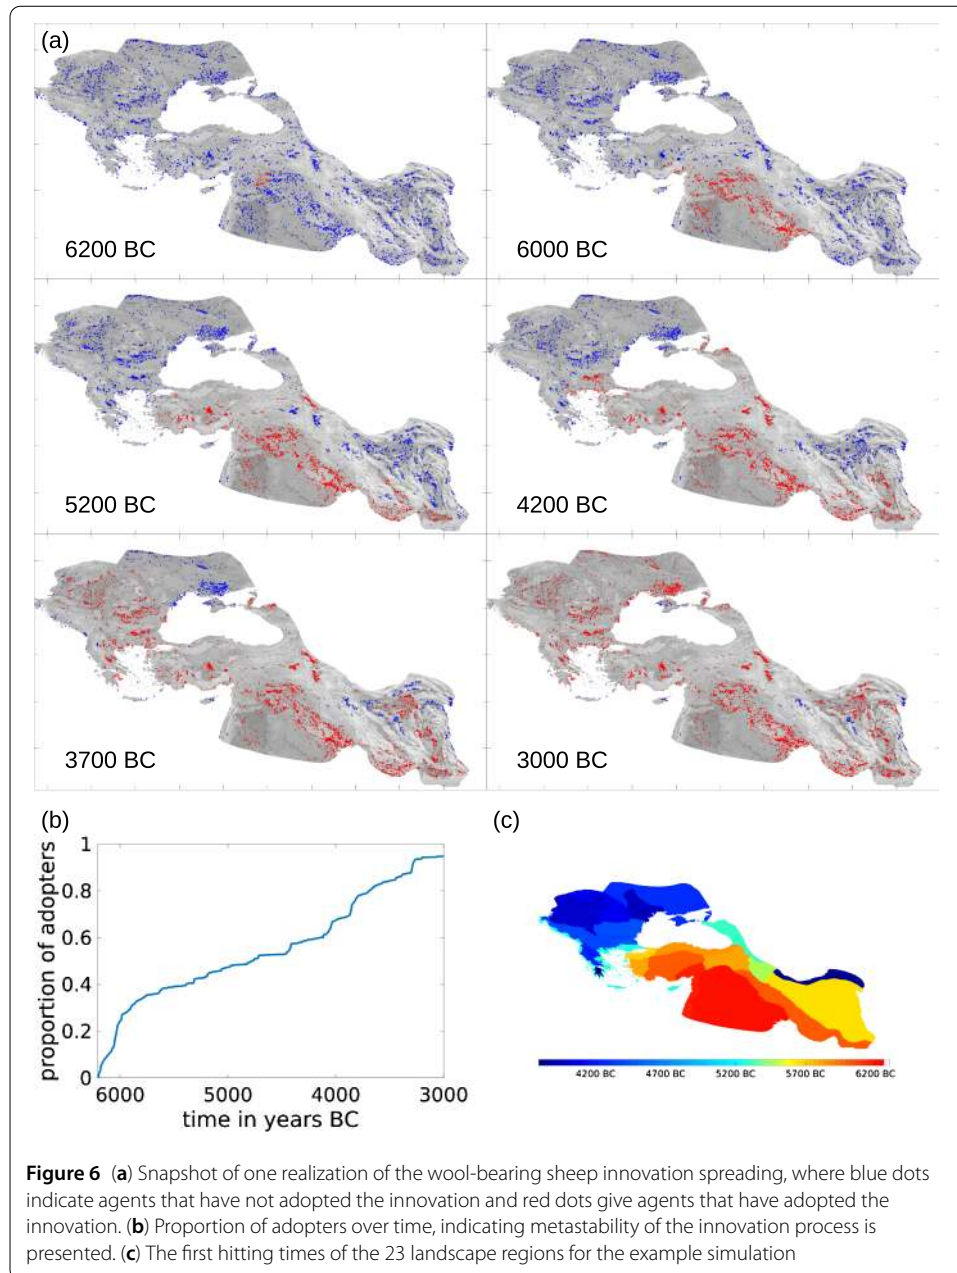 (a)
6200 BC
6000 BC
5200 BC
4200 BC
3700 BC
3000 BC
(b)
1
0.8
0.6
0.4
0.2
0
proportion of adopters
6000 5000 4000 3000
time in years BC
(c)
4200 BC 4700 BC 5200 BC 5700 BC 6200 BC
Figure 6 (a) Snapshot of one realization of the wool-bearing sheep innovation spreading, where blue dots
indicate agents that have not adopted the innovation and red dots give agents that have adopted the
innovation. (b) Proportion of adopters over time, indicating metastability of the innovation process is
presented. (c) The first hitting times of the 23 landscape regions for the example simulation